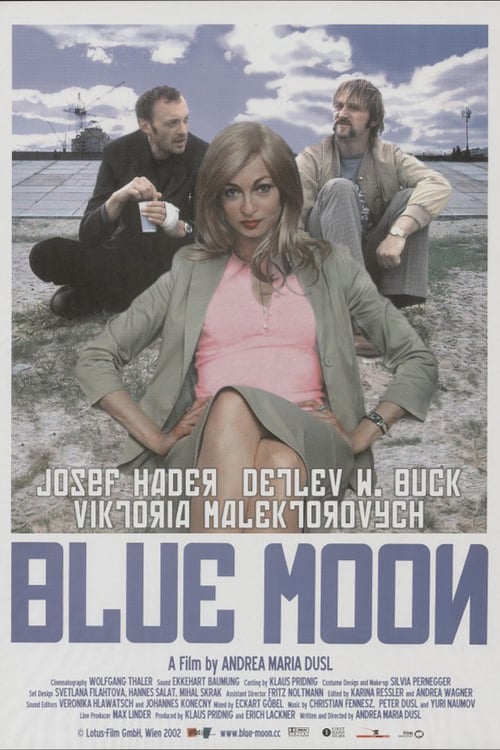 JOSEF HADER DETLEV W. BUCK
VIKTORIA MALEKTOROVYCH
BLUE MOON
A Film by ANDREA MARIA DUSL
Cinematography WOLFGANG THALER Sound EKKEHART BAUMUNG Casting by KLAUS PRIDNIG Costume Design and Make-up SILVIA PERNEGGER
Set Design SVETLANA FILAHTOVA, HANNES SALAT, MIHAL SKRAK Assistant Director FRITZ NOLTMANN Edited by KARINA RESSLER and ANDREA WAGNER
Sound Editors VERONIKA HLAWATSCH and JOHANNES KONECNY Mixed by ECKART GÖBEL Music by CHRISTIAN FENNESZ, PETER DUSL and YURI NAUMOV
Line Producer MAX LINDER Produced by KLAUS PRIDNIG and ERICH LACKNER Written and Directed by ANDREA MARIA DUSL
© Lotus-Film GmbH, Wien 2002 www.blue-moon.cc